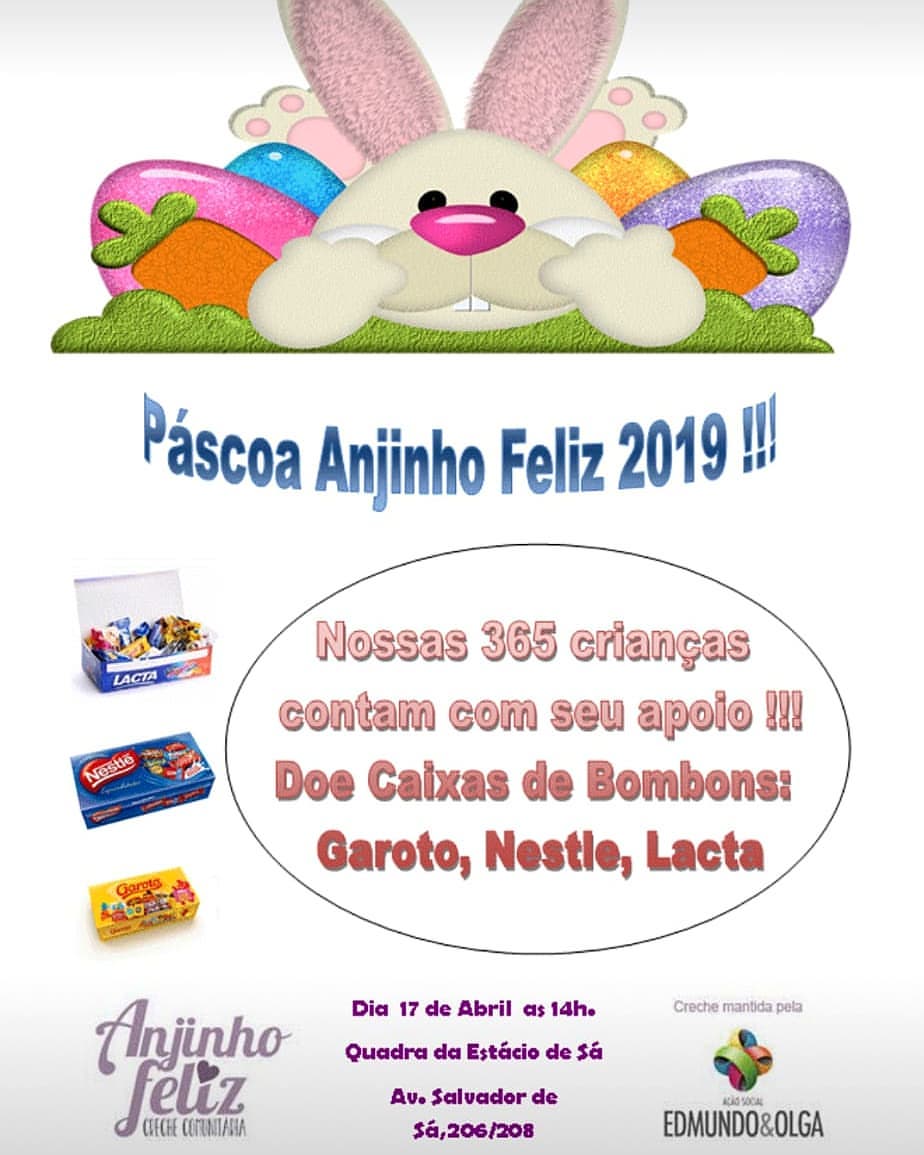 Páscoa Anjinho Feliz 2019 !!!
Nossas 365 crianças
contam com seu apoio !!!
Doe Caixas de Bombons:
Garoto, Nestle, Lacta
LACTA
Nestlé
Garoto
Dia 17 de Abril as 14h.
Quadra da Estácio de Sá
Av. Salvador de
Sá,206/208
Anjinho
feliz
CRECHE COMUNITARIA
Creche mantida pela
AÇÃO SOCIAL
EDMUNDO&OLGA